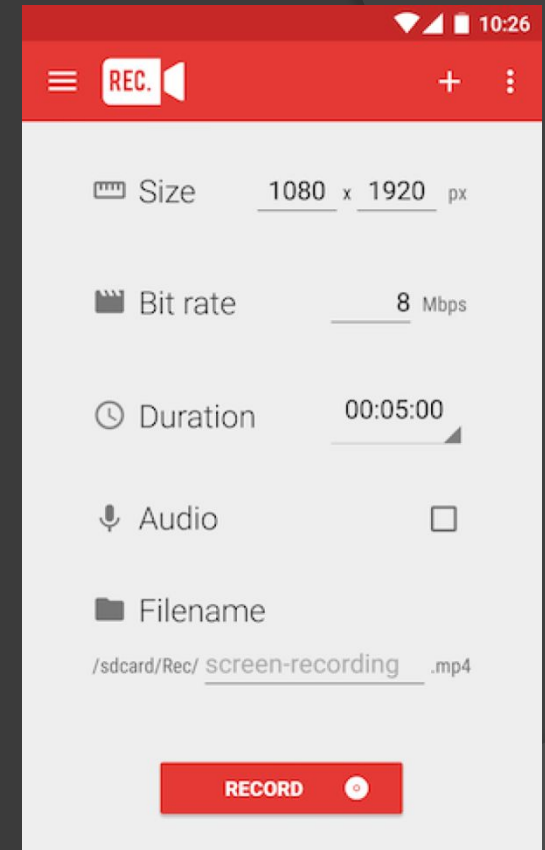 10:26
REC.
Size 1080 x 1920 px
Bit rate 8 Mbps
Duration 00:05:00
Audio
Filename
/sdcard/Rec/ screen-recording .mp4
RECORD